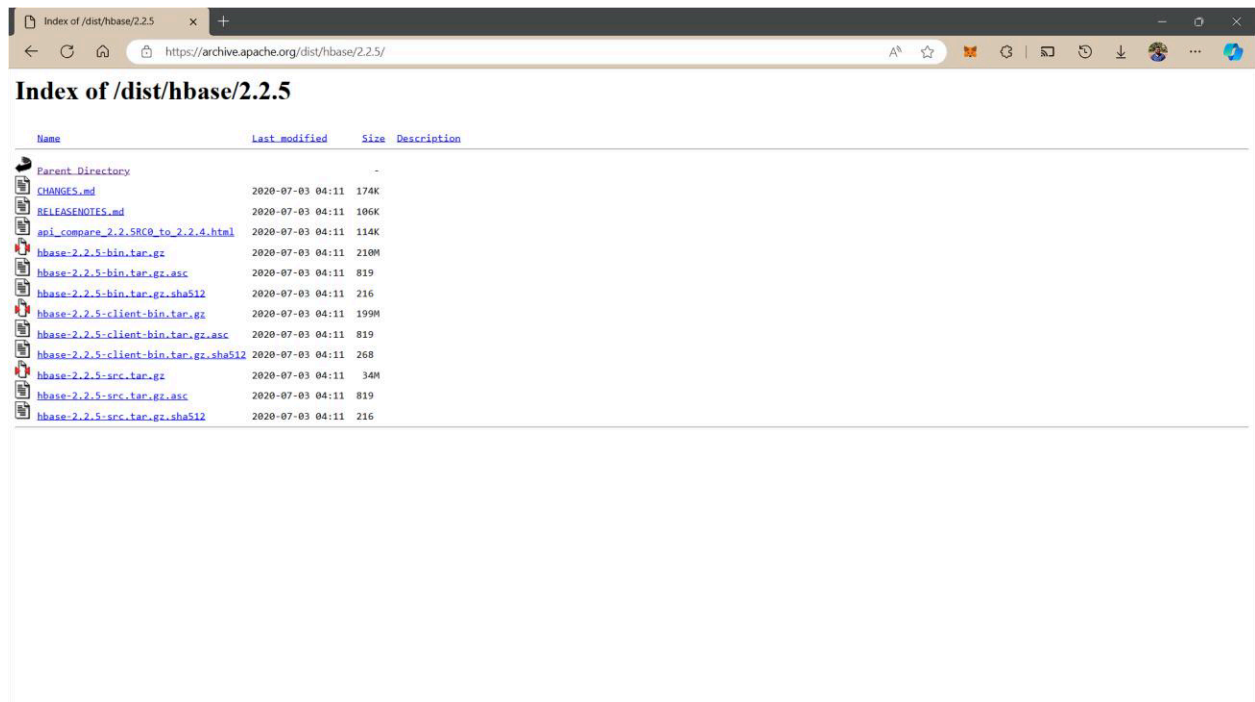 Index of /dist/hbase/2.2.5
https://archive.apache.org/dist/hbase/2.2.5/
Index of /dist/hbase/2.2.5
Name Last modified Size Description
Parent Directory -
CHANGES.md 2020-07-03 04:11 174K
RELEASENOTES.md 2020-07-03 04:11 106K
api_compare_2.2.5RC0_to_2.2.4.html 2020-07-03 04:11 114K
hbase-2.2.5-bin.tar.gz 2020-07-03 04:11 210M
hbase-2.2.5-bin.tar.gz.asc 2020-07-03 04:11 819
hbase-2.2.5-bin.tar.gz.sha512 2020-07-03 04:11 216
hbase-2.2.5-client-bin.tar.gz 2020-07-03 04:11 199M
hbase-2.2.5-client-bin.tar.gz.asc 2020-07-03 04:11 819
hbase-2.2.5-client-bin.tar.gz.sha512 2020-07-03 04:11 268
hbase-2.2.5-src.tar.gz 2020-07-03 04:11 34M
hbase-2.2.5-src.tar.gz.asc 2020-07-03 04:11 819
hbase-2.2.5-src.tar.gz.sha512 2020-07-03 04:11 216